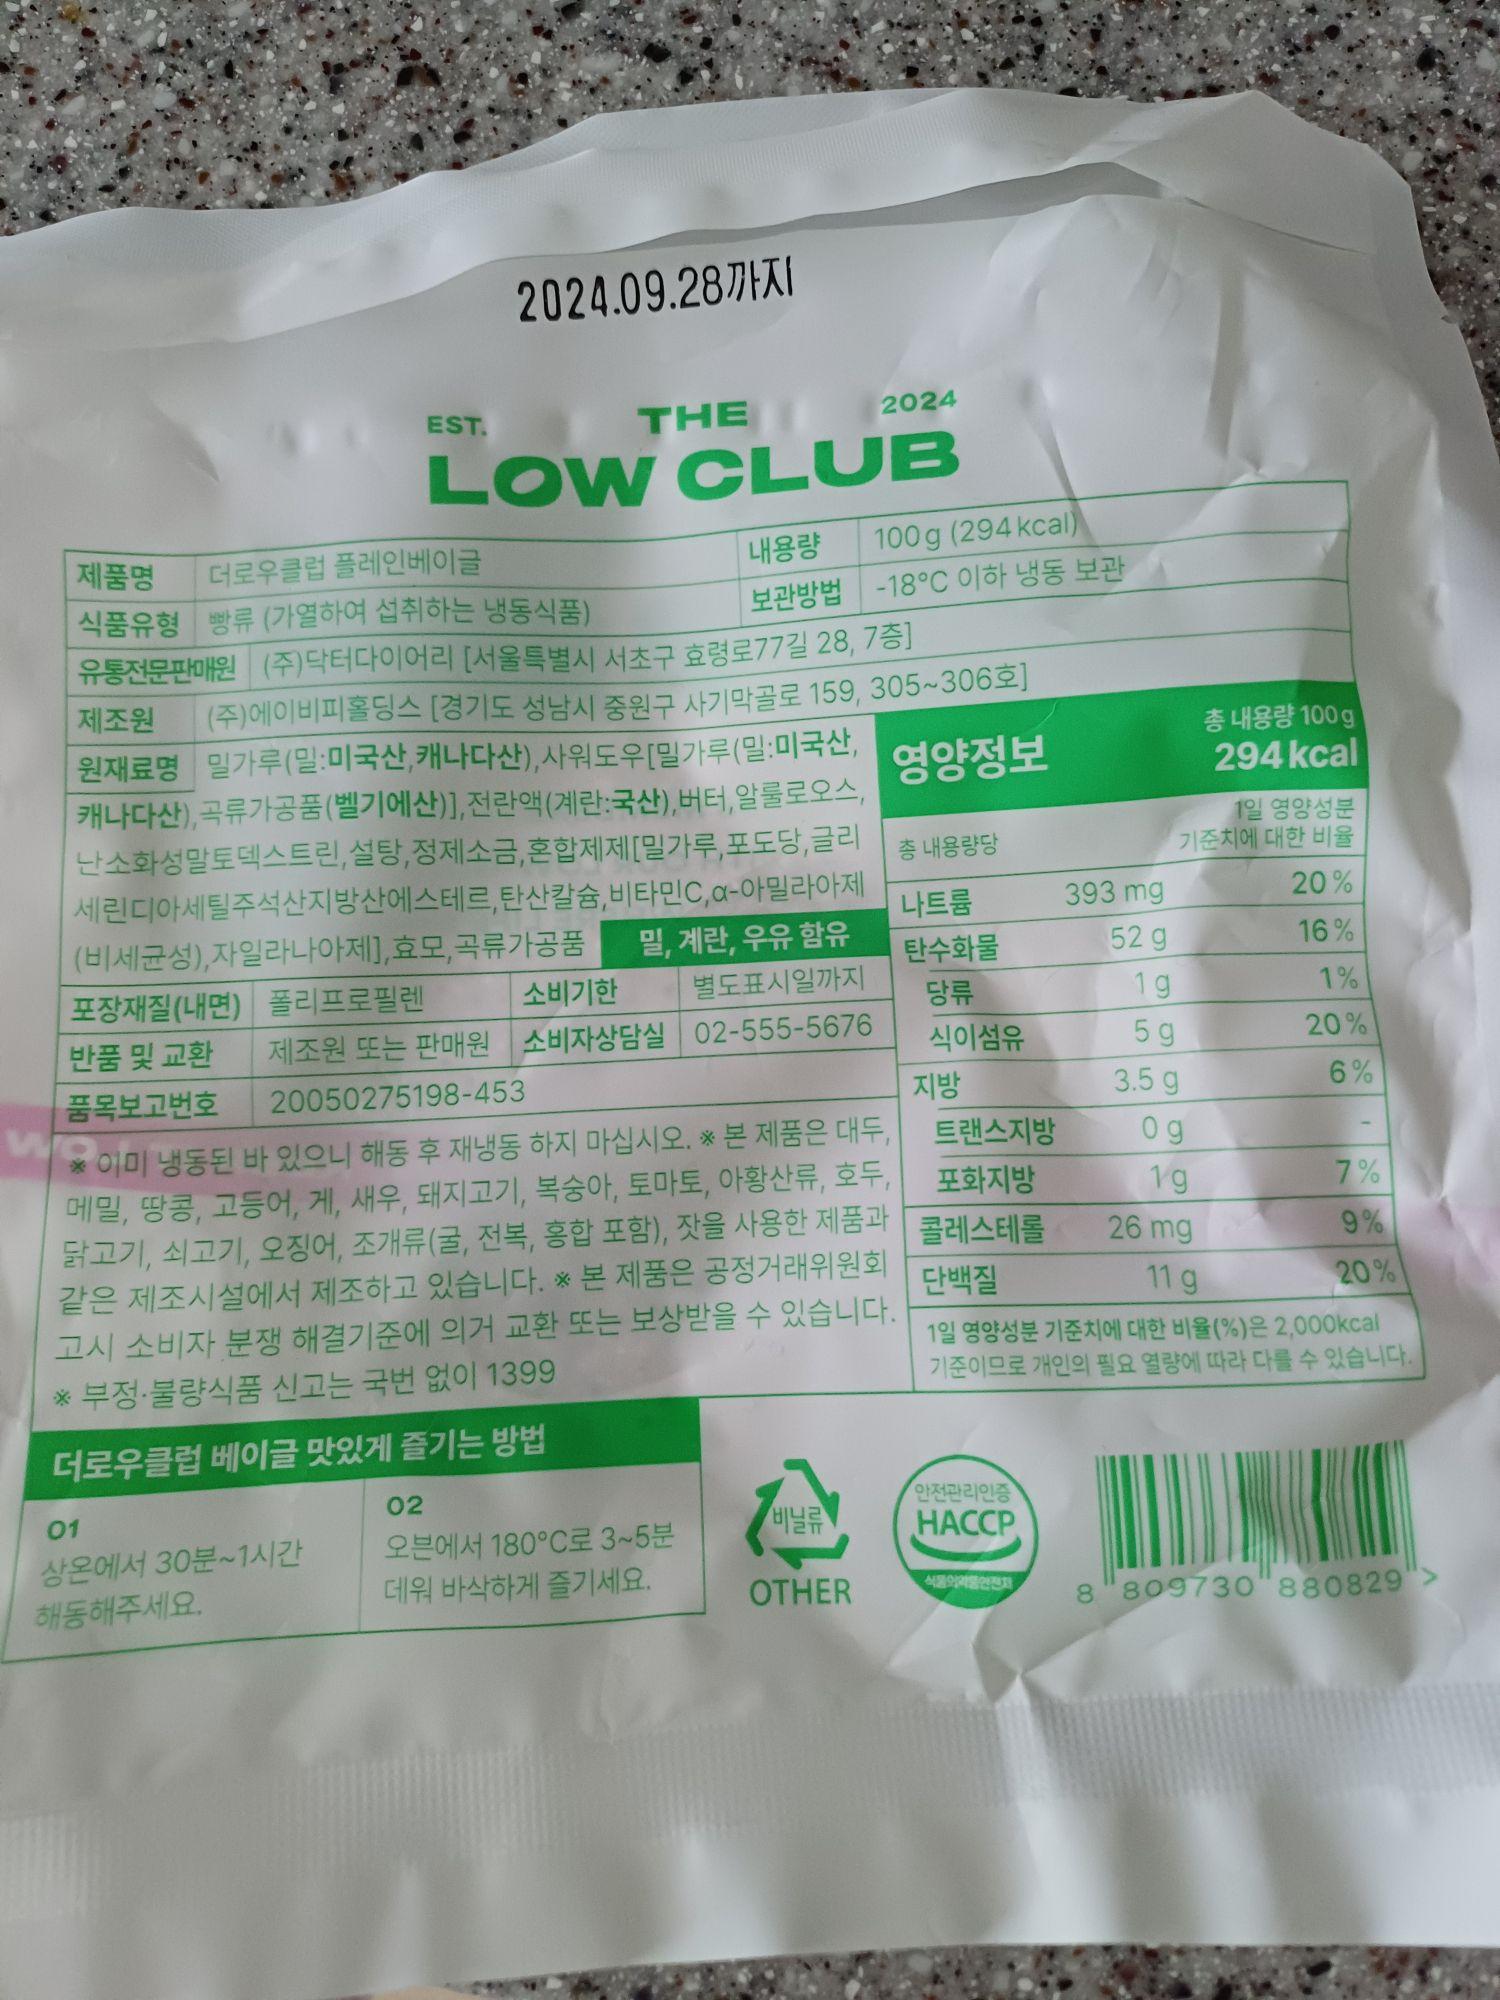 2024.09.28까지
EST. THE 2024
LOW CLUB
제품명 더로우클럽 플레인베이글 내용량 100g (294kcal)
식품유형 빵류 (가열하여 섭취하는 냉동식품) 보관방법 -18°C 이하 냉동 보관
유통전문판매원 (주)닥터다이어리 [서울특별시 서초구 효령로77길 28, 7층]
제조원 (주)에이비피홀딩스 [경기도 성남시 중원구 사기막골로 159, 305~306호]
원재료명 밀가루(밀:미국산,캐나다산),사워도우[밀가루(밀:미국산,
캐나다산),곡류가공품(벨기에산)],전란액(계란:국산),버터,알룰로오스,
난소화성말토덱스트린,설탕,정제소금,혼합제제[밀가루,포도당,글리
세린디아세틸주석산지방산에스테르,탄산칼슘,비타민C,α-아밀라아제
(비세균성),자일라나아제],효모,곡류가공품 밀, 계란, 우유 함유
포장재질(내면) 폴리프로필렌 소비기한 별도표시일까지
반품 및 교환 제조원 또는 판매원 소비자상담실 02-555-5676
품목보고번호 20050275198-453
※ 이미 냉동된 바 있으니 해동 후 재냉동 하지 마십시오. ※ 본 제품은 대두,
메밀, 땅콩, 고등어, 게, 새우, 돼지고기, 복숭아, 토마토, 아황산류, 호두,
닭고기, 쇠고기, 오징어, 조개류(굴, 전복, 홍합 포함), 잣을 사용한 제품과
같은 제조시설에서 제조하고 있습니다. ※ 본 제품은 공정거래위원회
고시 소비자 분쟁 해결기준에 의거 교환 또는 보상받을 수 있습니다.
※ 부정·불량식품 신고는 국번 없이 1399
영양정보 총 내용량 100g
294kcal
총 내용량당 1일 영양성분
기준치에 대한 비율
나트륨 393 mg 20%
탄수화물 52 g 16%
당류 1 g 1%
식이섬유 5 g 20%
지방 3.5 g 6%
트랜스지방 0 g -
포화지방 1 g 7%
콜레스테롤 26 mg 9%
단백질 11 g 20%
1일 영양성분 기준치에 대한 비율(%)은 2,000kcal
기준이므로 개인의 필요 열량에 따라 다를 수 있습니다.
더로우클럽 베이글 맛있게 즐기는 방법
01
상온에서 30분~1시간
해동해주세요.
02
오븐에서 180°C로 3~5분
데워 바삭하게 즐기세요.
비닐류
OTHER
안전관리인증
HACCP
식품의약품안전처
8 809730 880829 >